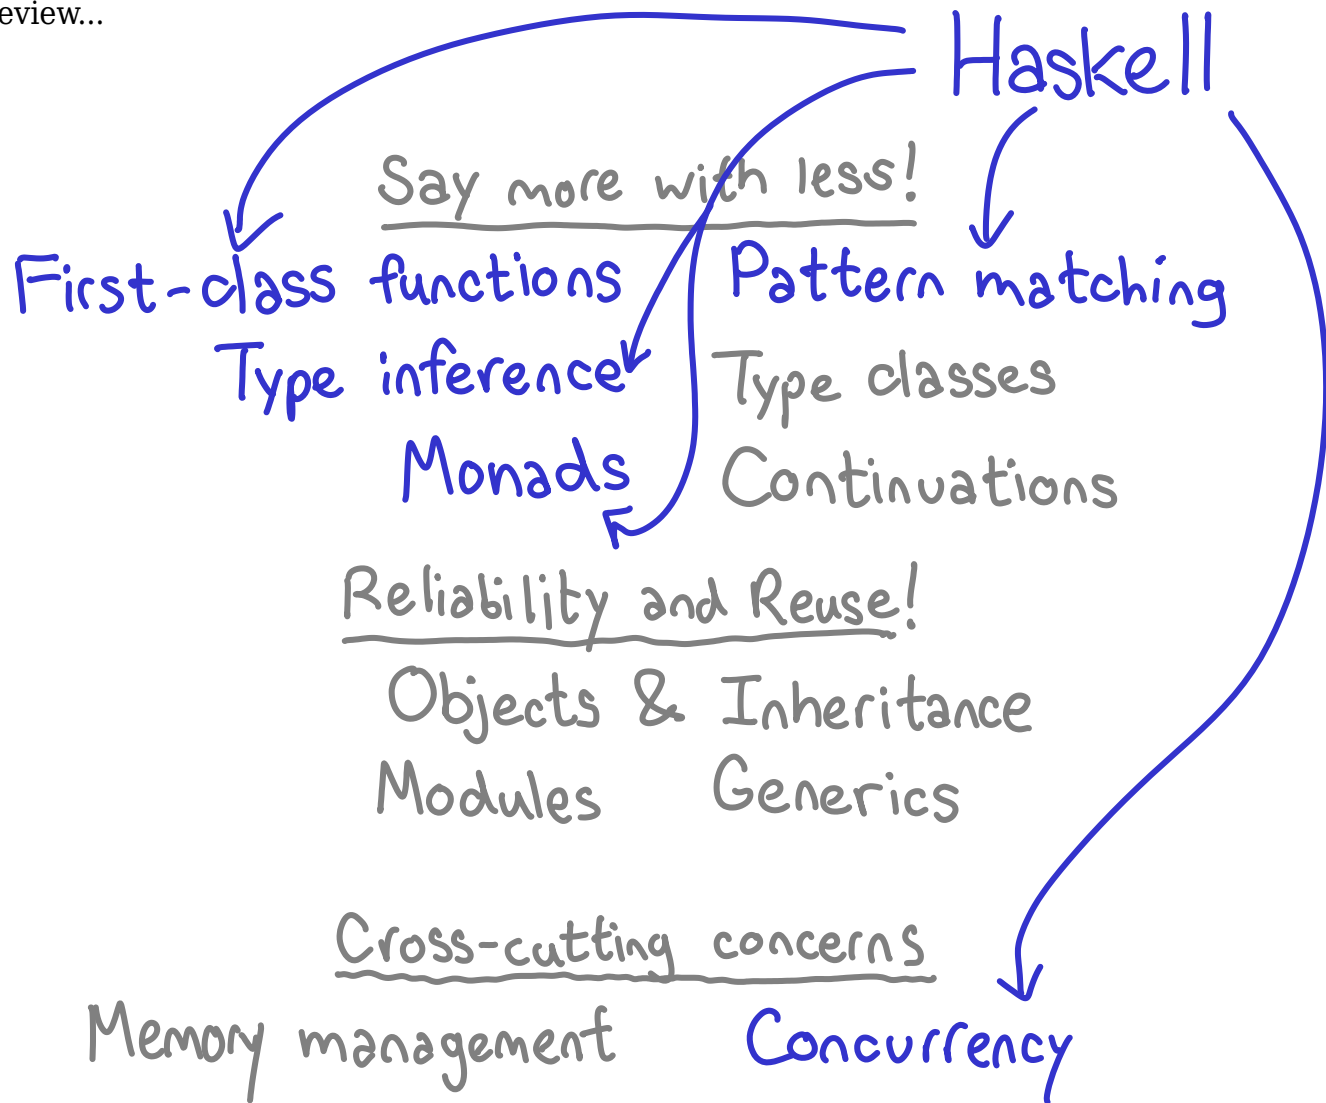 eview...
Haskell
Say more with less!
First-class functions Pattern matching
Type inference Type classes
Monads Continuations
Reliability and Reuse!
Objects & Inheritance
Modules Generics
Cross-cutting concerns
Memory management Concurrency